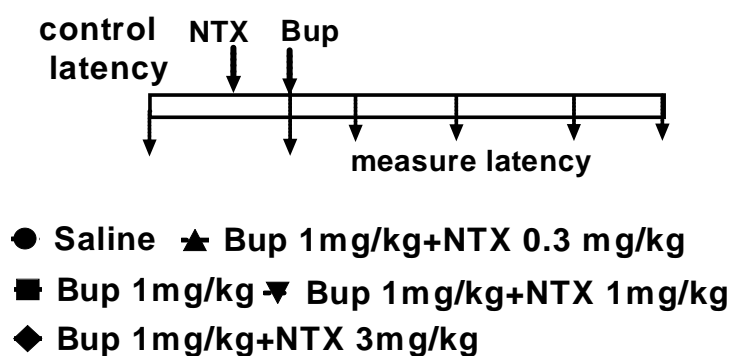 control NTX Bup
latency
measure latency
Saline Bup 1mg/kg+NTX 0.3 mg/kg
Bup 1mg/kg Bup 1mg/kg+NTX 1mg/kg
Bup 1mg/kg+NTX 3mg/kg